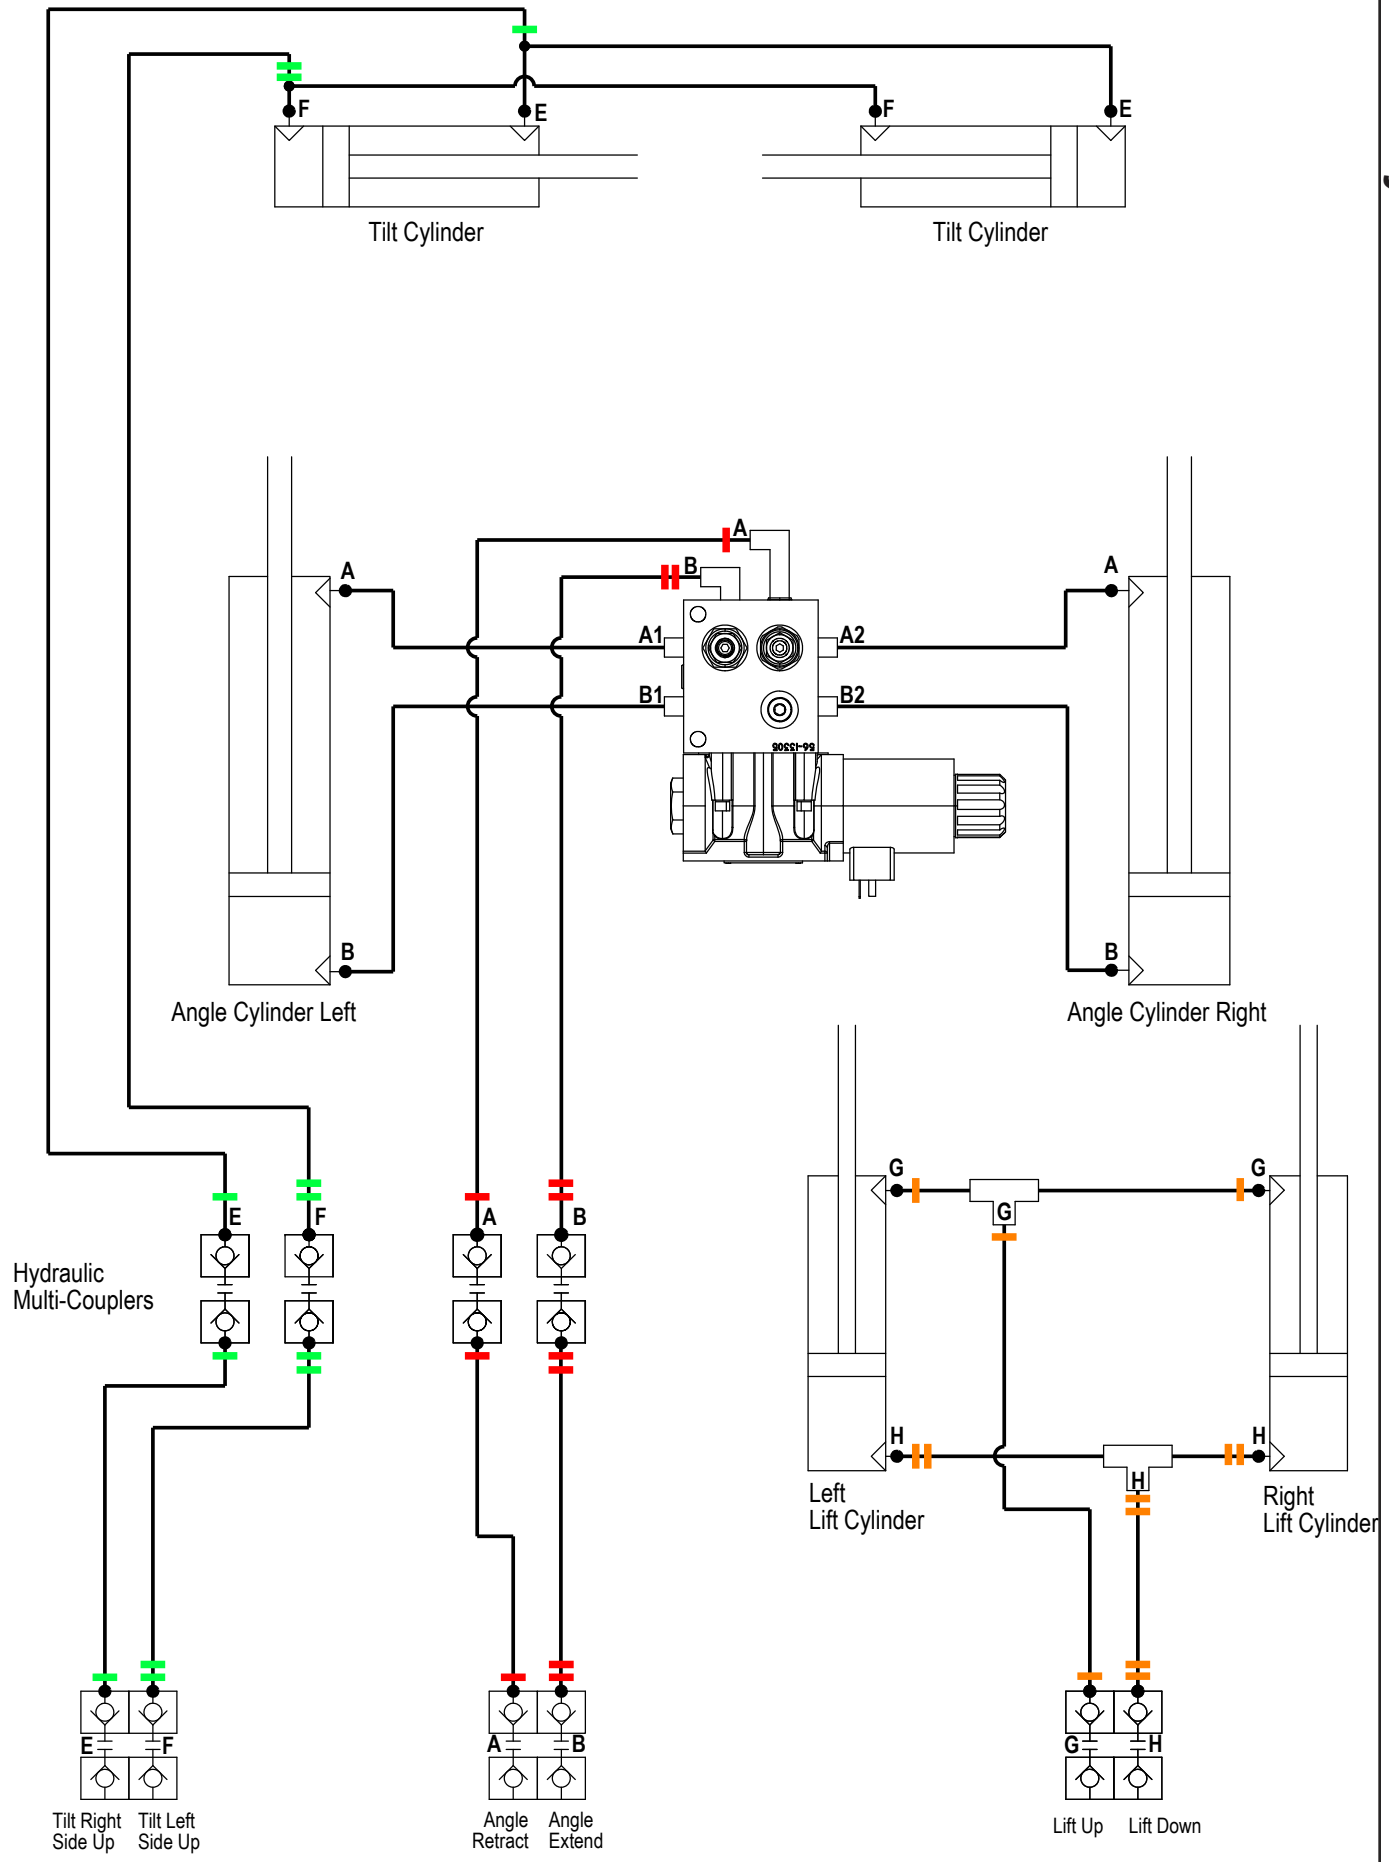 F
E
F
E
Tilt Cylinder
Tilt Cylinder
A
B
A
A
A1
A2
B1
B2
56-13305
B
B
Angle Cylinder Left
Angle Cylinder Right
G
G
G
E
F
A
B
Hydraulic
Multi-Couplers
H
H
H
Left
Lift Cylinder
Right
Lift Cylinder
E
F
A
B
G
H
Tilt Right
Side Up
Tilt Left
Side Up
Angle
Retract
Angle
Extend
Lift Up
Lift Down